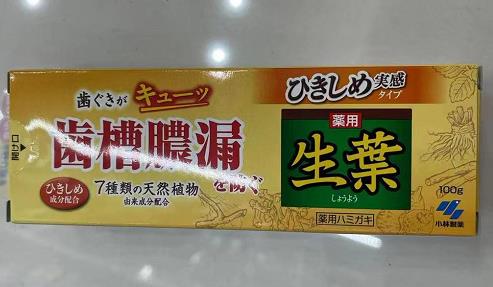 歯ぐきが
キューッ
歯槽膿漏
を防ぐ
ひきしめ
成分配合
7種類の天然植物
由来成分配合
ひきしめ実感
タイプ
薬用
生葉
しょうよう
薬用ハミガキ
100g
小林製薬